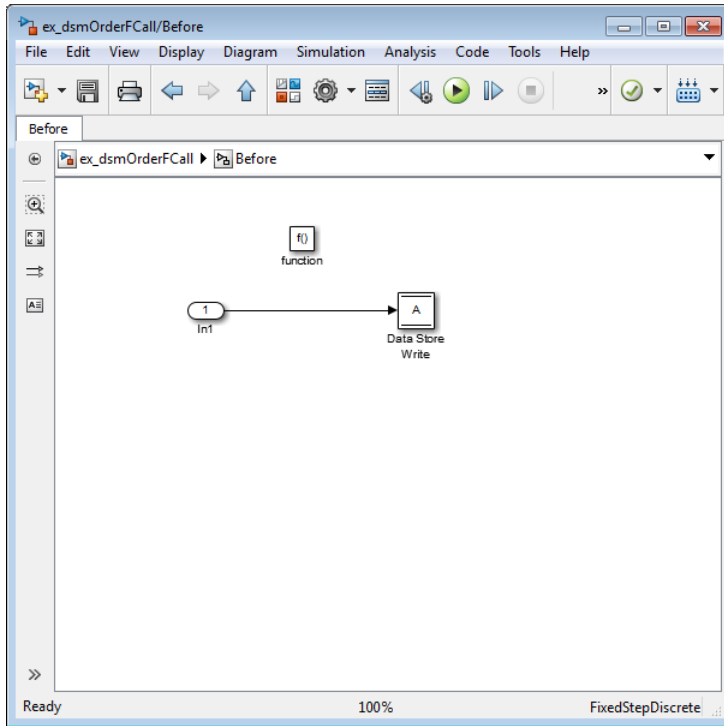 ex_dsmOrderFCall/Before
File Edit View Display Diagram Simulation Analysis Code Tools Help
»
Before
ex_dsmOrderFCall Before
f()
function
1
In1
A
Data Store
Write
A
»
Ready 100% FixedStepDiscrete